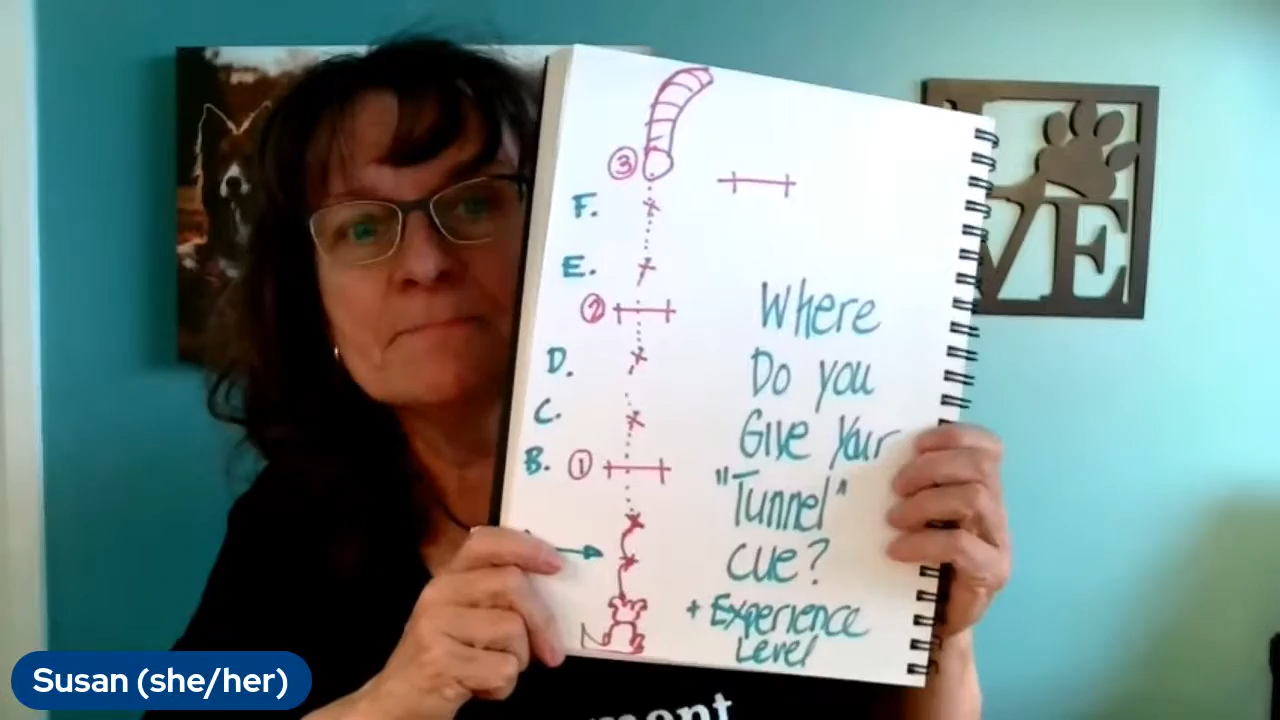 3
F.
E.
2
D.
C.
B. 1
Where
Do you
Give Your
"Tunnel"
Cue?
+ Experience
Level
VE
Susan (she/her)